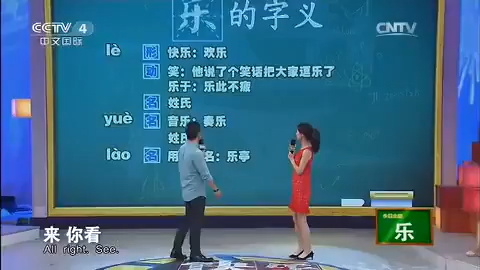 CCTV 4
中文国际
CNTV
乐的字义
lè 形 快乐：欢乐
动 笑：他说了个笑话把大家逗乐了
乐于：乐此不疲
名 姓氏
yuè 名 音乐：奏乐
姓
lào 名 用 名：乐亭
乐
来 你看
All right. See.